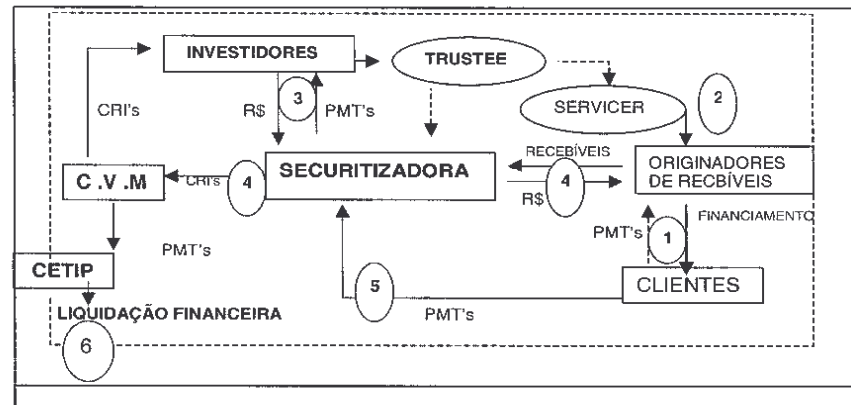 INVESTIDORES
TRUSTEE
CRI's
R$
3
PMT's
SERVICER
2
C .V .M
CRI's
4
SECURITIZADORA
RECEBÍVEIS
R$
4
ORIGINADORES
DE RECBÍVEIS
PMT's
1
FINANCIAMENTO
PMT's
CETIP
5
CLIENTES
LIQUIDAÇÃO FINANCEIRA
PMT's
6